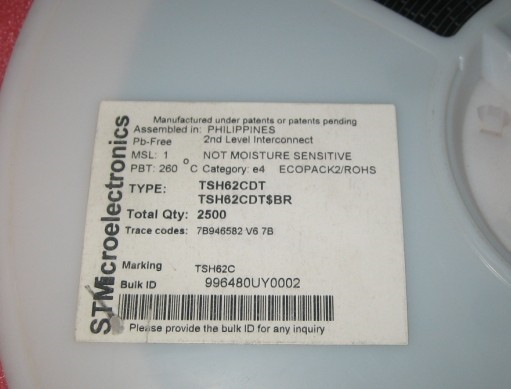 STMicroelectronics
Manufactured under patents or patents pending
Assembled in: PHILIPPINES
Pb-Free 2nd Level Interconnect
MSL: 1 NOT MOISTURE SENSITIVE
PBT: 260 °C Category: e4 ECOPACK2/ROHS
TYPE: TSH62CDT
TSH62CDT$BR
Total Qty: 2500
Trace codes: 7B946582 V6 7B
Marking TSH62C
Bulk ID 996480UY0002
Please provide the bulk ID for any inquiry